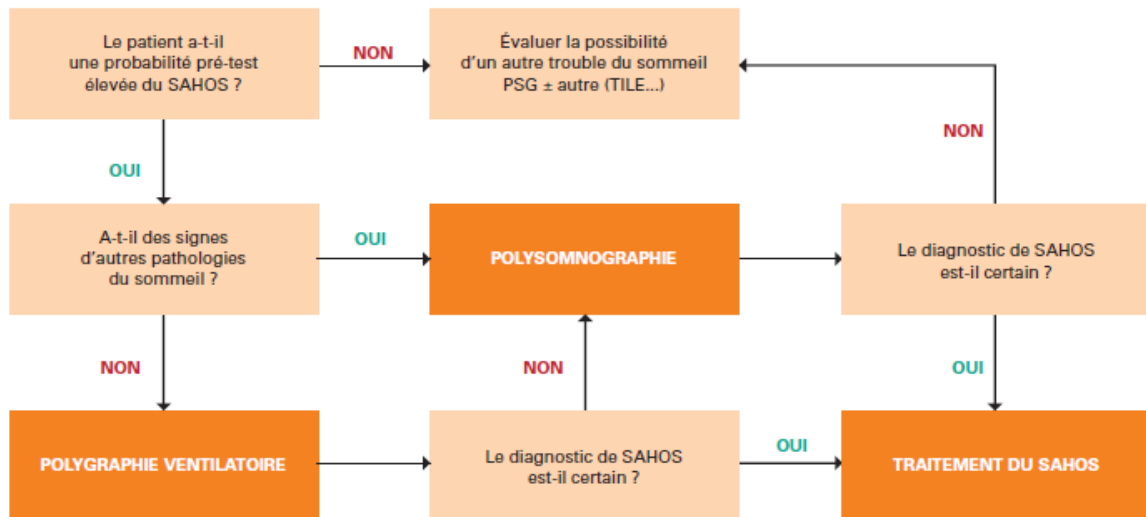 Le patient a-t-il
une probabilité pré-test
élevée du SAHOS ?
NON
Évaluer la possibilité
d'un autre trouble du sommeil
PSG ± autre (TILE...)
NON
OUI
A-t-il des signes
d'autres pathologies
du sommeil ?
OUI
POLYSOMNOGRAPHIE
Le diagnostic de SAHOS
est-il certain ?
NON
NON
OUI
POLYGRAPHIE VENTILATOIRE
Le diagnostic de SAHOS
est-il certain ?
OUI
TRAITEMENT DU SAHOS